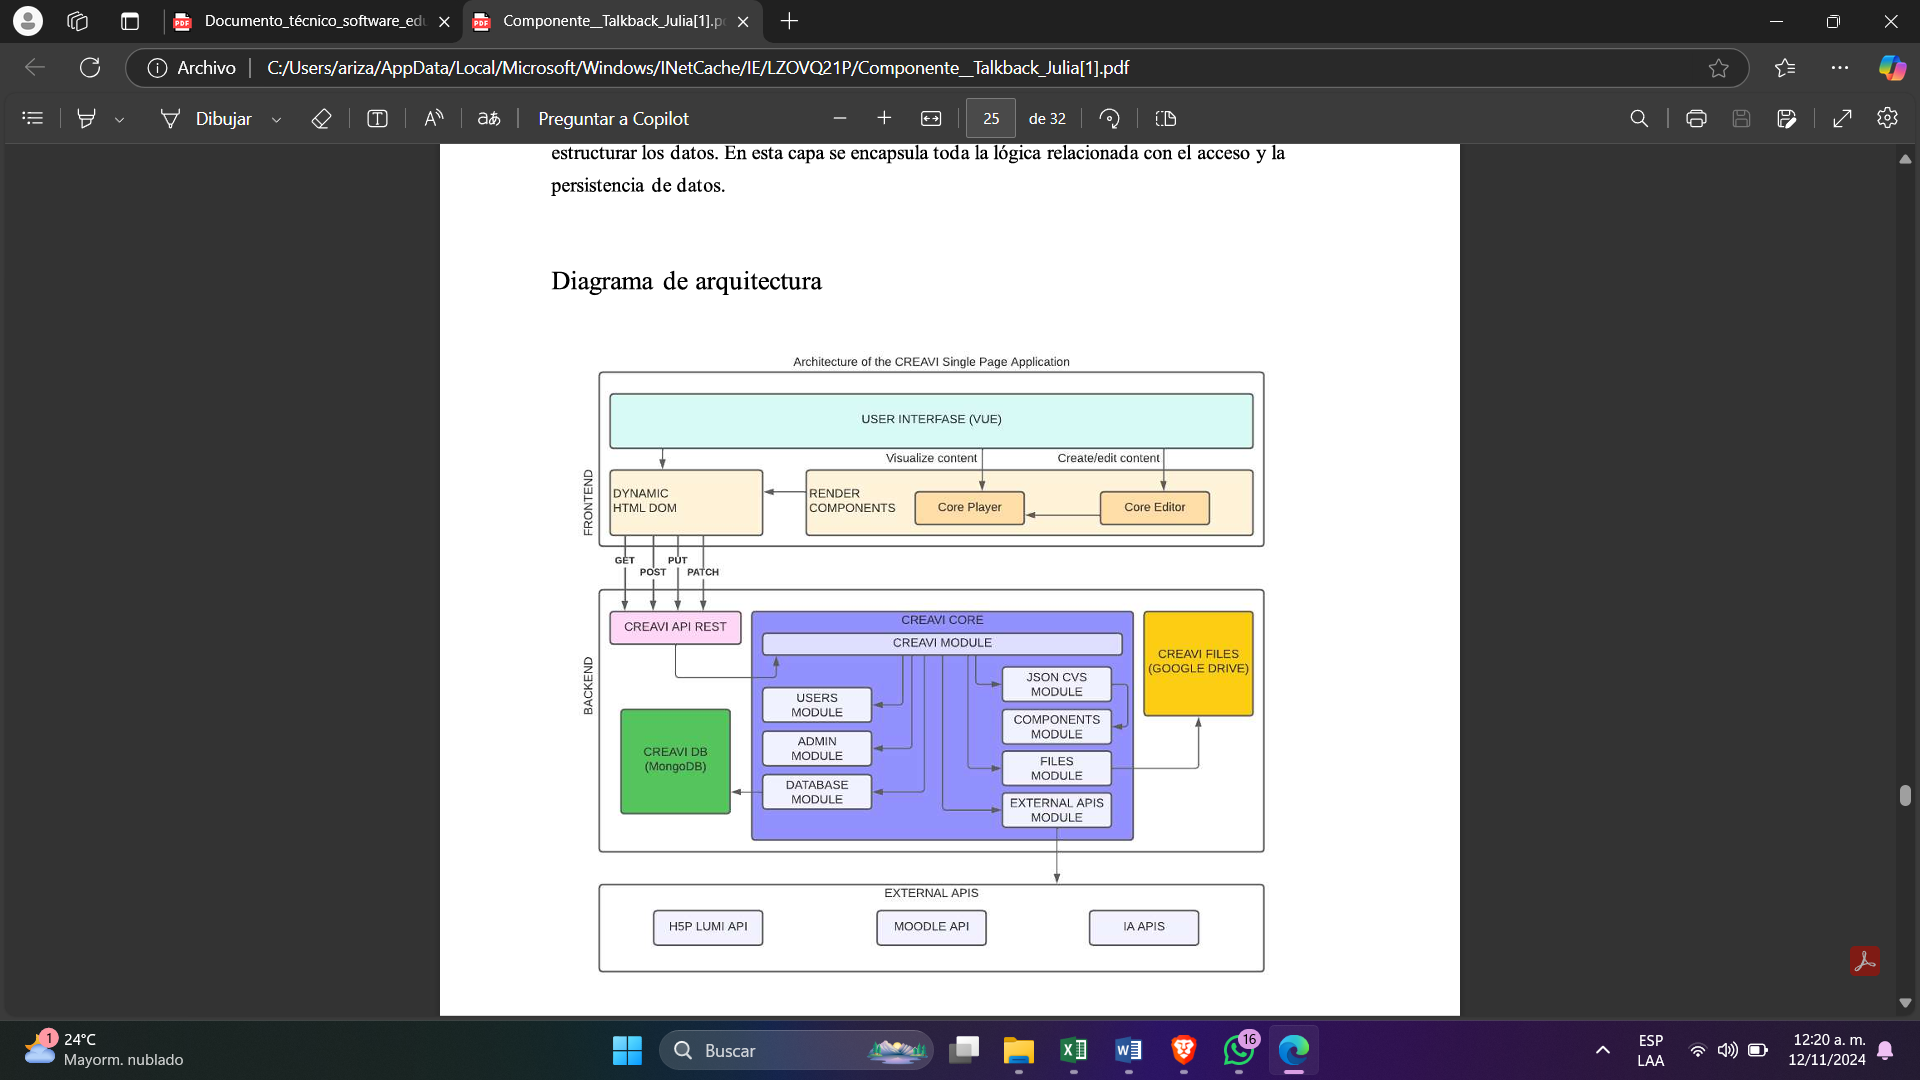 Documento_técnico_software_edu
Componente__Talkback_Julia[1].p
Archivo
C:/Users/ariza/AppData/Local/Microsoft/Windows/INetCache/IE/LZOVQ21P/Componente__Talkback_Julia[1].pdf
Dibujar
Preguntar a Copilot
25 de 32
estructurar los datos. En esta capa se encapsula toda la lógica relacionada con el acceso y la
persistencia de datos.
Diagrama de arquitectura
Architecture of the CREAVI Single Page Application
FRONTEND
USER INTERFASE (VUE)
Visualize content
Create/edit content
DYNAMIC
HTML DOM
RENDER
COMPONENTS
Core Player
Core Editor
GET
POST
PUT
PATCH
BACKEND
CREAVI API REST
CREAVI CORE
CREAVI MODULE
CREAVI FILES
(GOOGLE DRIVE)
USERS
MODULE
JSON CVS
MODULE
ADMIN
MODULE
COMPONENTS
MODULE
CREAVI DB
(MongoDB)
DATABASE
MODULE
FILES
MODULE
EXTERNAL APIS
MODULE
EXTERNAL APIS
H5P LUMI API
MOODLE API
IA APIS
1
24°C
Mayorm. nublado
Buscar
16
ESP
LAA
12:20 a. m.
12/11/2024